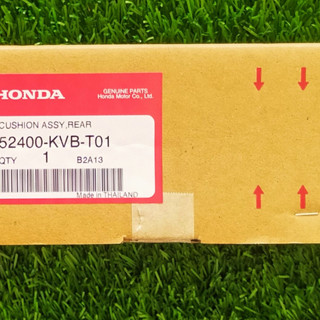 HONDA
GENUINE PARTS
Honda Motor Co., Ltd.
CUSHION ASSY,REAR
52400-KVB-T01
QTY 1 B2A13
Made in THAILAND